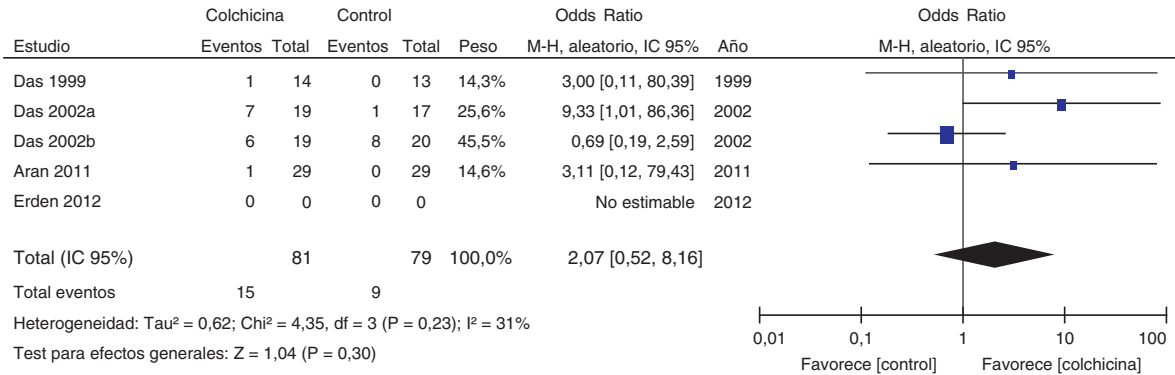 Colchicina Control Odds Ratio Odds Ratio
Estudio Eventos Total Eventos Total Peso M-H, aleatorio, IC 95% Año M-H, aleatorio, IC 95%
Das 1999 1 14 0 13 14,3% 3,00 [0,11, 80,39] 1999
Das 2002a 7 19 1 17 25,6% 9,33 [1,01, 86,36] 2002
Das 2002b 6 19 8 20 45,5% 0,69 [0,19, 2,59] 2002
Aran 2011 1 29 0 29 14,6% 3,11 [0,12, 79,43] 2011
Erden 2012 0 0 0 0 No estimable 2012
Total (IC 95%) 81 79 100,0% 2,07 [0,52, 8,16]
Total eventos 15 9
Heterogeneidad: Tau² = 0,62; Chi² = 4,35, df = 3 (P = 0,23); I² = 31%
Test para efectos generales: Z = 1,04 (P = 0,30)
0,01 0,1 1 10 100
Favorece [control] Favorece [colchicina]